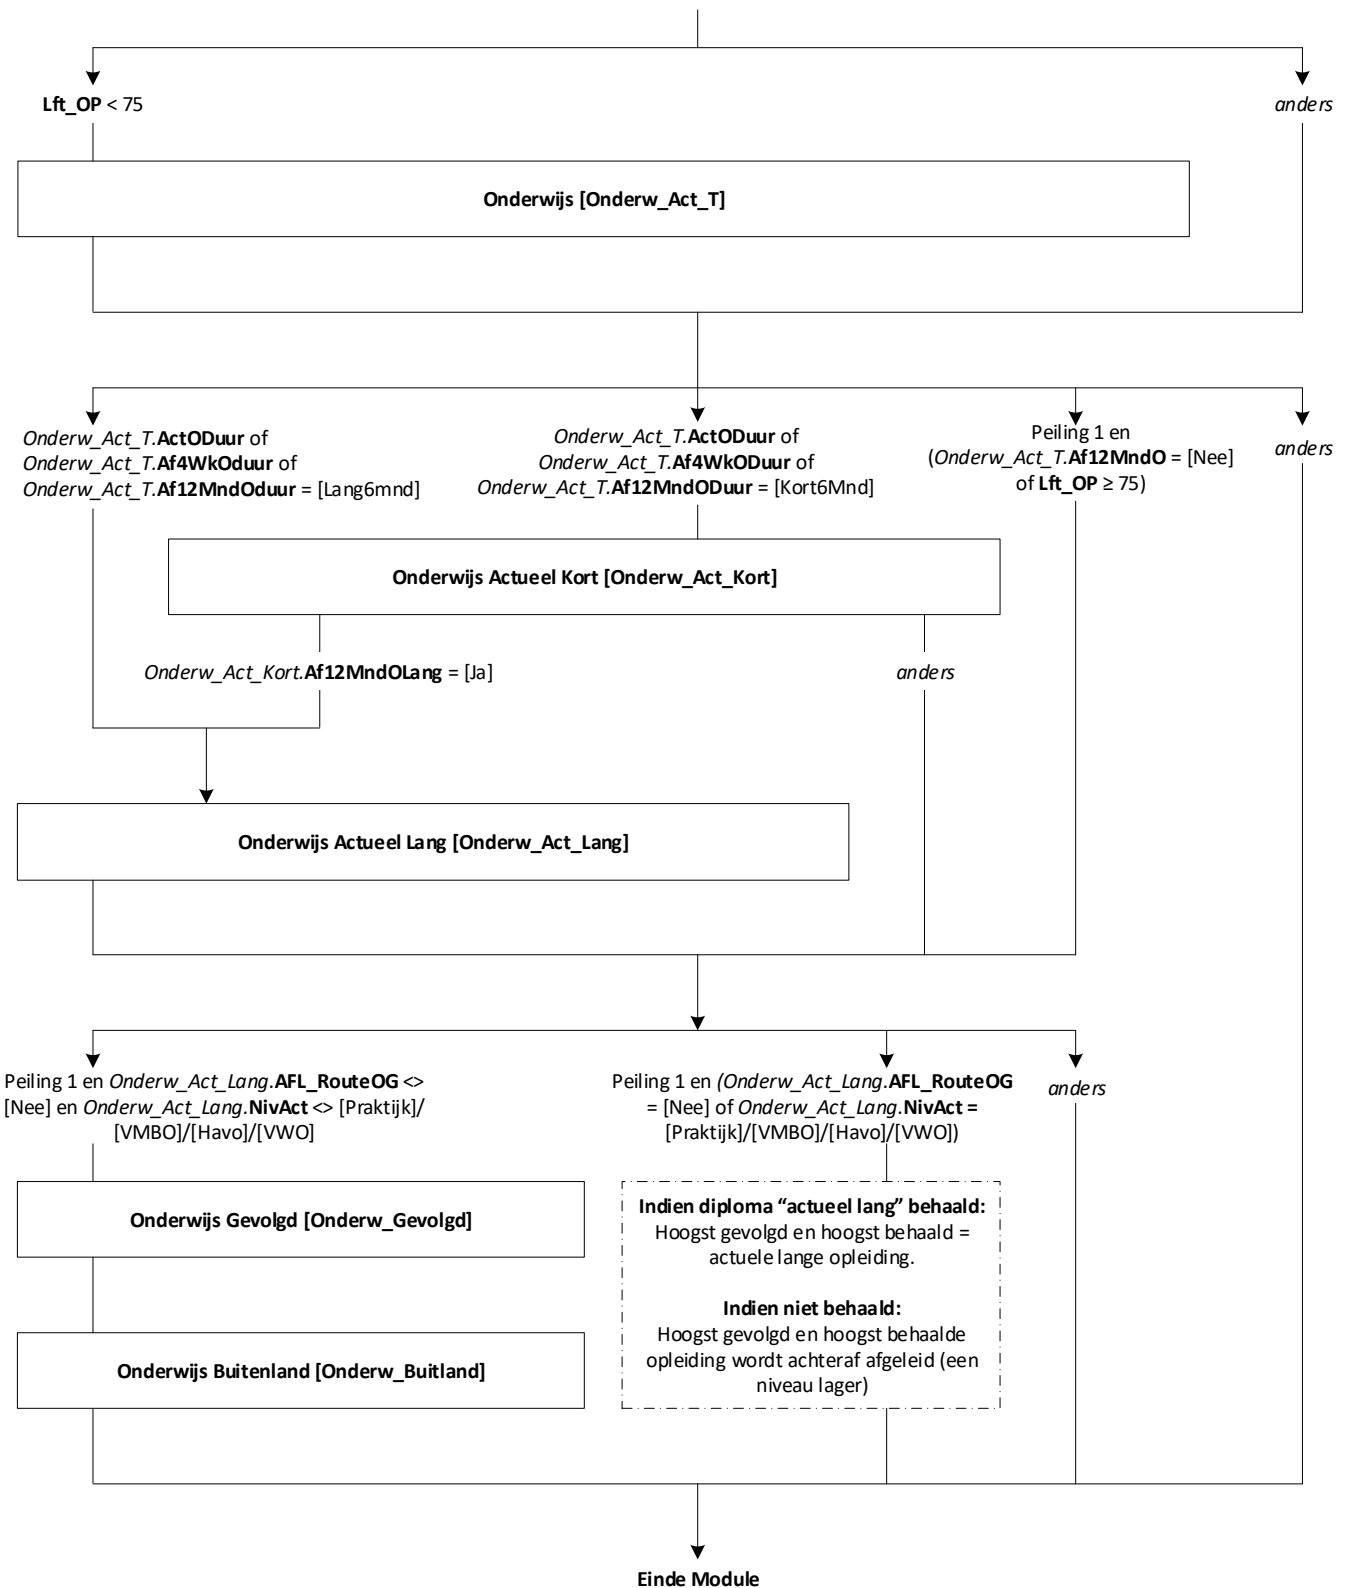 Lft_OP < 75
anders
Onderwijs [Onderw_Act_T]
Onderw_Act_T.ActODuur of
Onderw_Act_T.Af4WkOduur of
Onderw_Act_T.Af12MndOduur = [Lang6mnd]
Onderw_Act_T.ActODuur of
Onderw_Act_T.Af4WkODuur of
Onderw_Act_T.Af12MndODuur = [Kort6Mnd]
Peiling 1 en
(Onderw_Act_T.Af12MndO = [Nee]
of Lft_OP ≥ 75)
anders
Onderwijs Actueel Kort [Onderw_Act_Kort]
Onderw_Act_Kort.Af12MndOLang = [Ja]
anders
Onderwijs Actueel Lang [Onderw_Act_Lang]
Peiling 1 en Onderw_Act_Lang.AFL_RouteOG <>
[Nee] en Onderw_Act_Lang.NivAct <> [Praktijk]/
[VMBO]/[Havo]/[VWO]
Peiling 1 en (Onderw_Act_Lang.AFL_RouteOG
= [Nee] of Onderw_Act_Lang.NivAct =
[Praktijk]/[VMBO]/[Havo]/[VWO])
anders
Onderwijs Gevolgd [Onderw_Gevolgd]
Onderwijs Buitenland [Onderw_Buitland]
Indien diploma “actueel lang” behaald:
Hoogst gevolgd en hoogst behaald =
actuele lange opleiding.
Indien niet behaald:
Hoogst gevolgd en hoogst behaalde
opleiding wordt achteraf afgeleid (een
niveau lager)
Einde Module